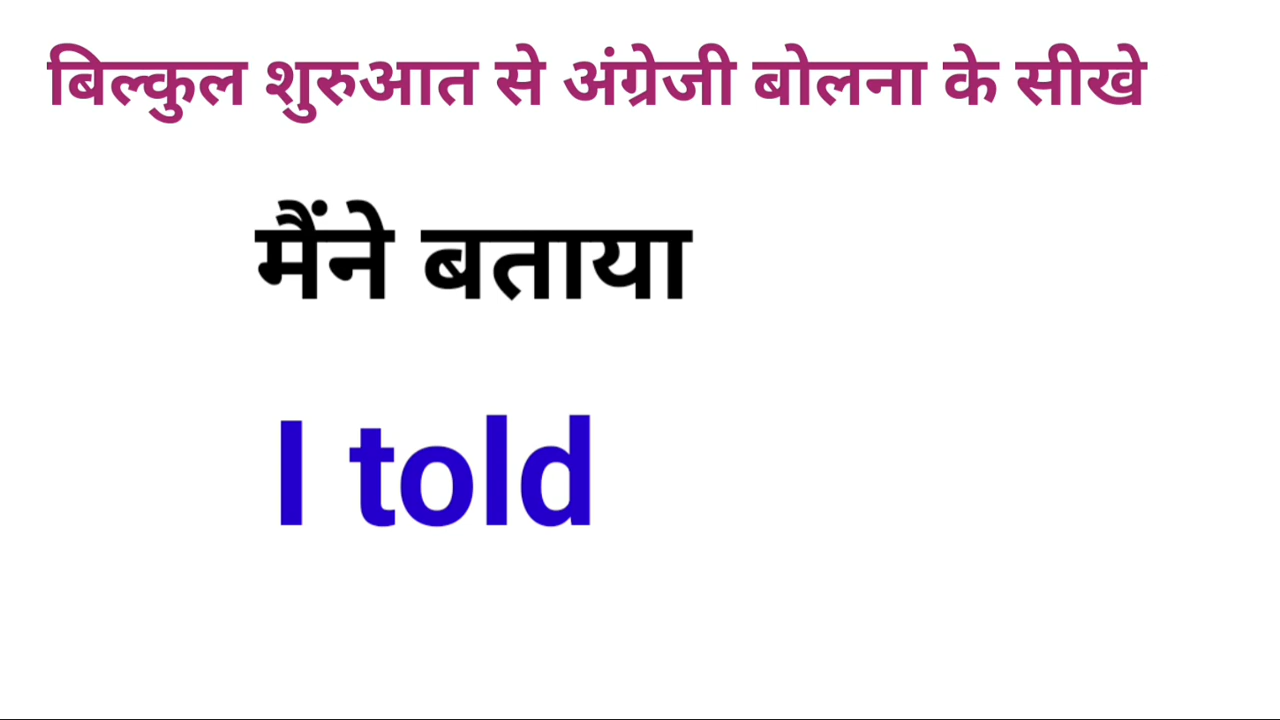 बिल्कुल शुरुआत से अंग्रेजी बोलना के सीखे
मैंने बताया
I told